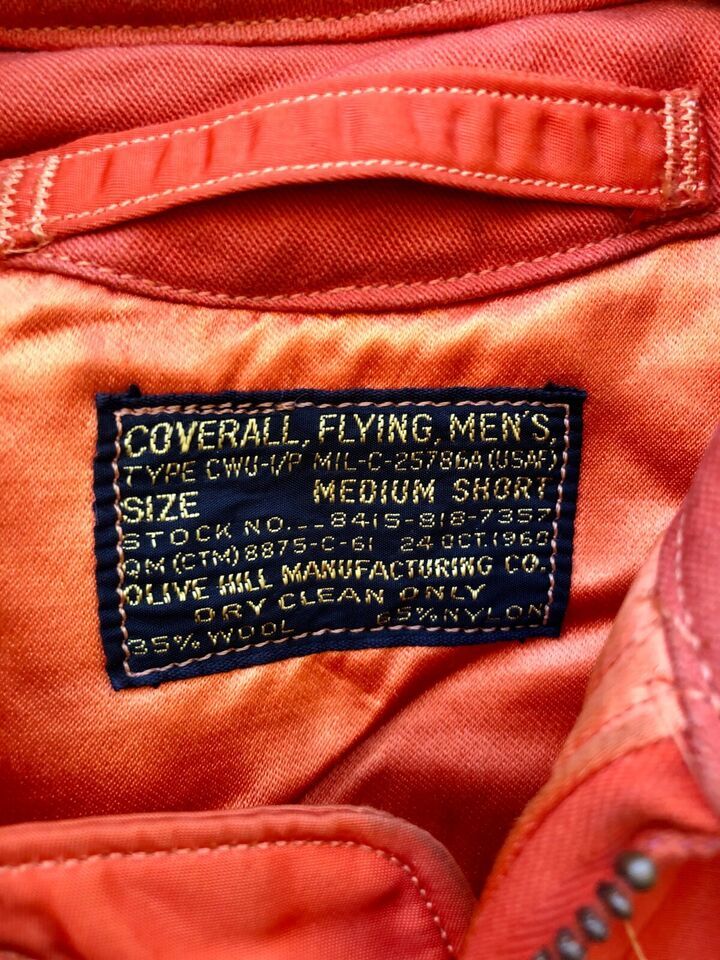 COVERALL, FLYING, MEN'S,
TYPE CWU-1/P MIL-C-25786A (USAF)
SIZE MEDIUM SHORT
STOCK NO. __ 8415-818-7357
QM (CTM) 8875-C-61 24 OCT. 1960
OLIVE HILL MANUFACTURING CO.
DRY CLEAN ONLY
35% WOOL 65% NYLON